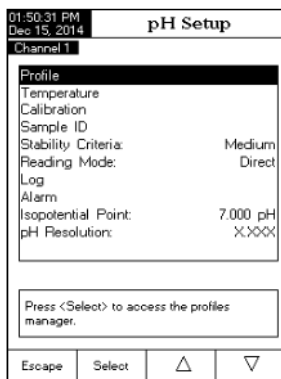 01:50:31 PM
Dec 15, 2014
pH Setup
Channel 1
Profile
Temperature
Calibration
Sample ID
Stability Criteria: Medium
Reading Mode: Direct
Log
Alarm
Isopotential Point: 7.000 pH
pH Resolution: X.XXX
Press <Select> to access the profiles
manager.
Escape Select △ ▽